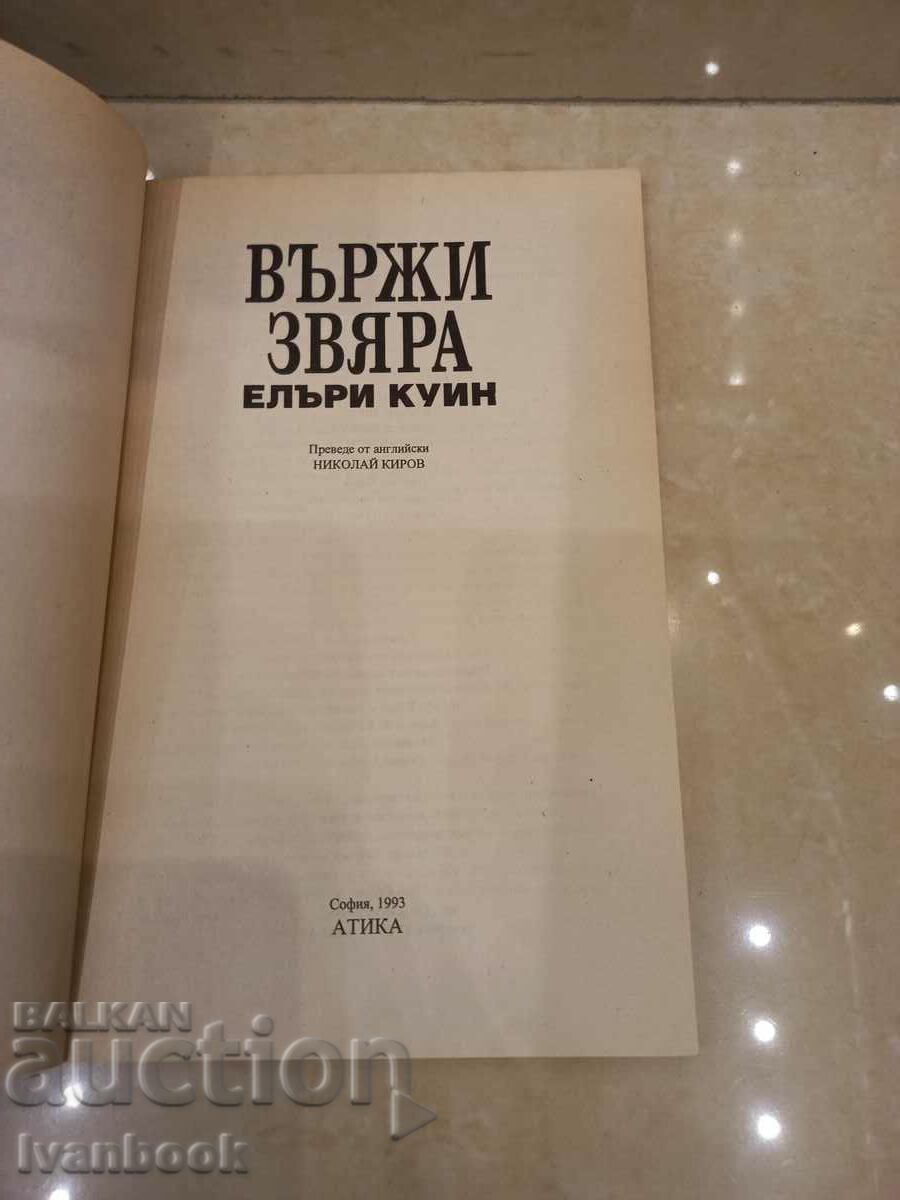 ВЪРЖИ
ЗВЯРА
ЕЛЪРИ КУИН
Преведе от английски
НИКОЛАЙ КИРОВ
София, 1993
АТИКА
BALKAN
auction
Ivanbook